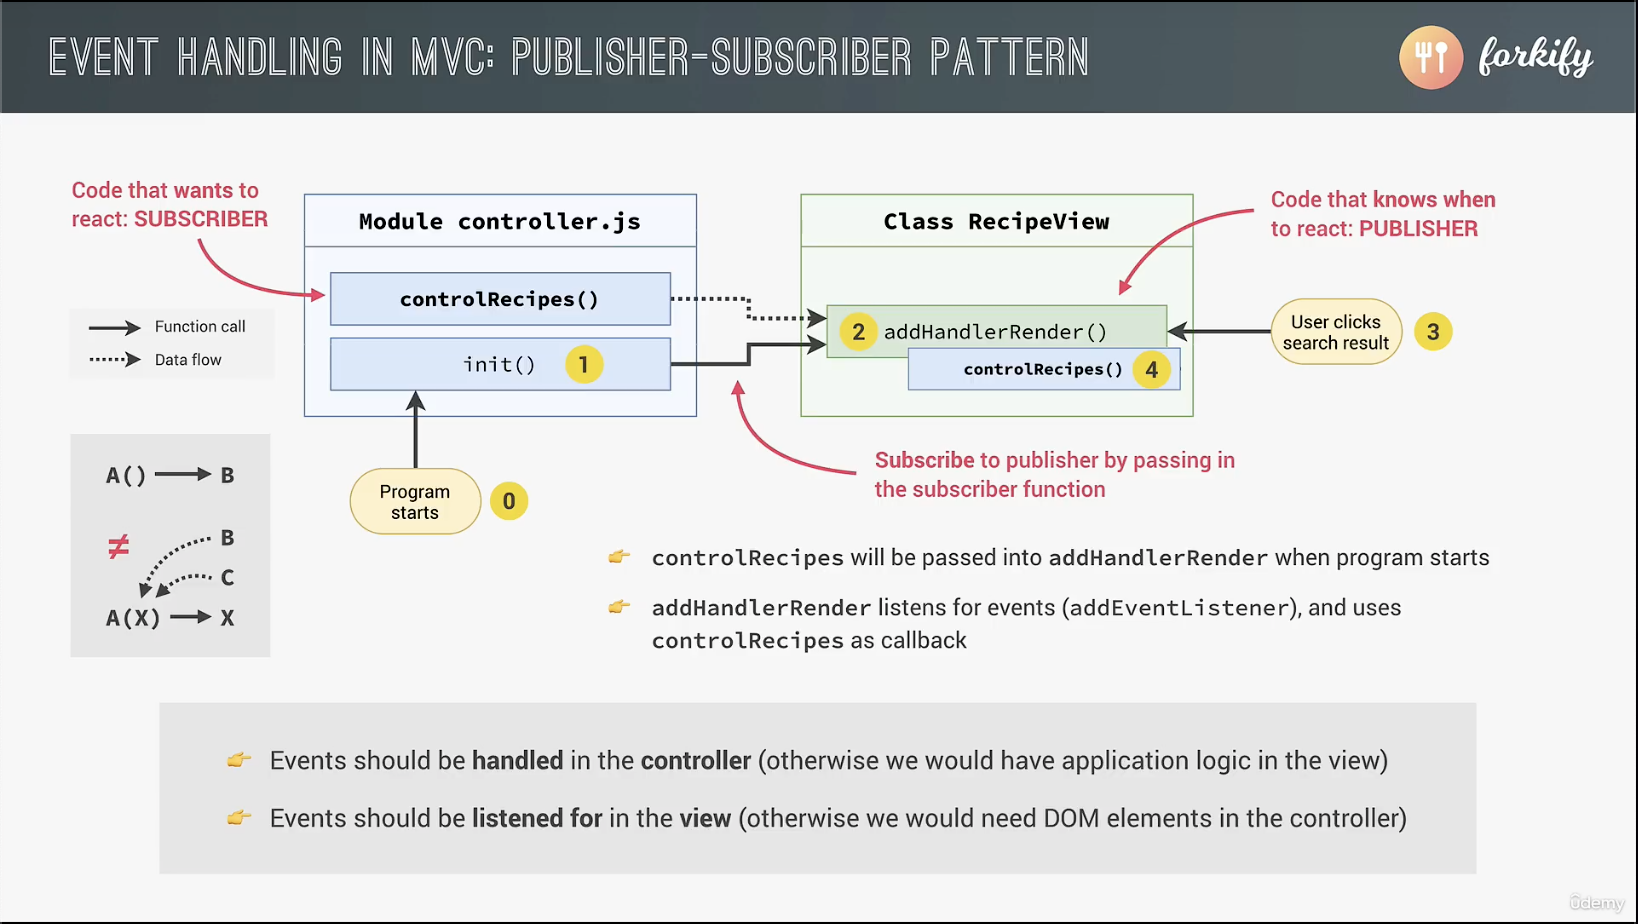 EVENT HANDLING IN MVC: PUBLISHER-SUBSCRIBER PATTERN
forkify
Code that wants to
react: SUBSCRIBER
Module controller.js
Class RecipeView
Code that knows when
to react: PUBLISHER
controlRecipes()
Function call
Data flow
init()
1
2
addHandlerRender()
controlRecipes()
4
User clicks
search result
3
A() B
≠
B
C
A(X) X
Program
starts
0
Subscribe to publisher by passing in
the subscriber function
👉 controlRecipes will be passed into addHandlerRender when program starts
👉 addHandlerRender listens for events (addEventListener), and uses
controlRecipes as callback
👉 Events should be handled in the controller (otherwise we would have application logic in the view)
👉 Events should be listened for in the view (otherwise we would need DOM elements in the controller)
ûdemy